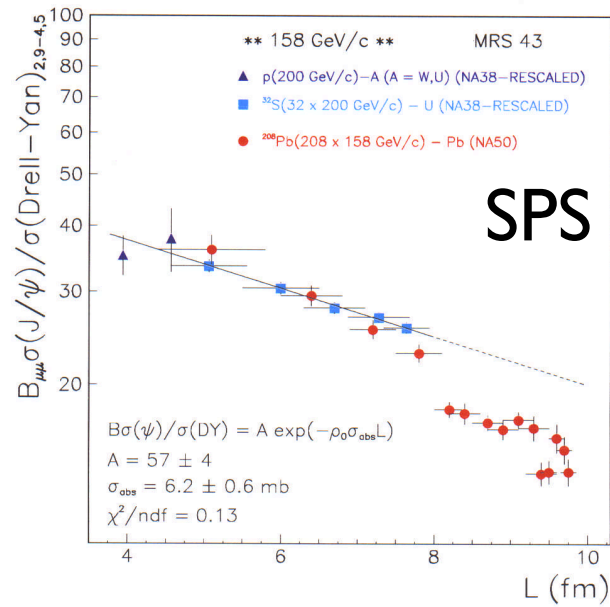 B_μμσ(J/ψ)/σ(Drell–Yan)_2,9–4,5
100
90
80
70
60
50
40
30
20
** 158 GeV/c **
MRS 43
p(200 GeV/c)–A (A = W,U) (NA38–RESCALED)
³²S(32 x 200 GeV/c) – U (NA38–RESCALED)
²⁰⁸Pb(208 x 158 GeV/c) – Pb (NA50)
SPS
Bσ(ψ)/σ(DY) = A exp(–ρ₀σ_absL)
A = 57 ± 4
σ_abs = 6.2 ± 0.6 mb
χ²/ndf = 0.13
4 6 8 10
L (fm)